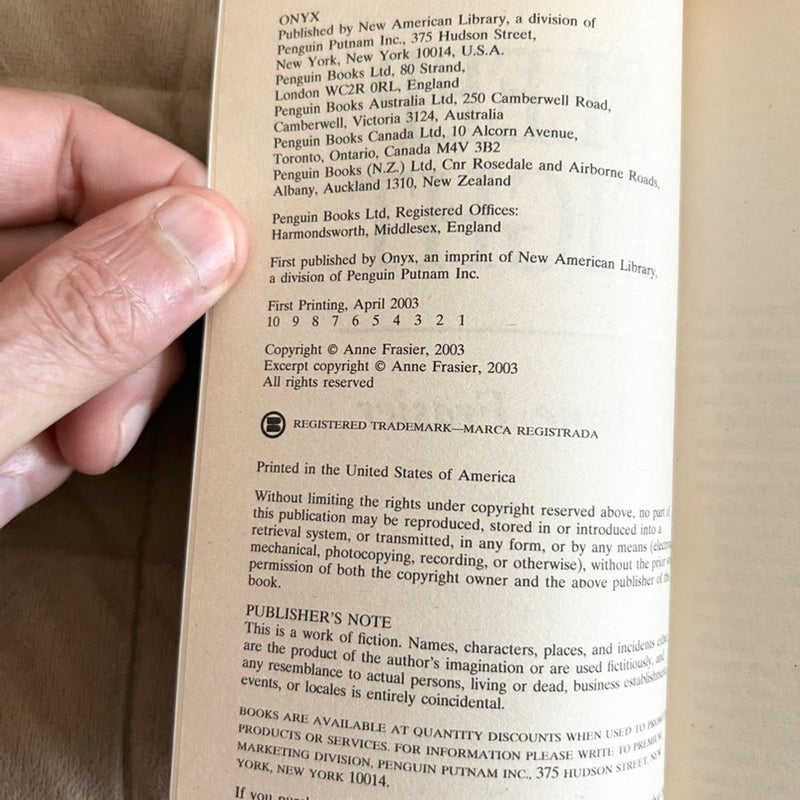 ONYX
Published by New American Library, a division of
Penguin Putnam Inc., 375 Hudson Street,
New York, New York 10014, U.S.A.
Penguin Books Ltd, 80 Strand,
London WC2R 0RL, England
Penguin Books Australia Ltd, 250 Camberwell Road,
Camberwell, Victoria 3124, Australia
Penguin Books Canada Ltd, 10 Alcorn Avenue,
Toronto, Ontario, Canada M4V 3B2
Penguin Books (N.Z.) Ltd, Cnr Rosedale and Airborne Roads,
Albany, Auckland 1310, New Zealand
Penguin Books Ltd, Registered Offices:
Harmondsworth, Middlesex, England
First published by Onyx, an imprint of New American Library,
a division of Penguin Putnam Inc.
First Printing, April 2003
10 9 8 7 6 5 4 3 2 1
Copyright © Anne Frasier, 2003
Excerpt copyright © Anne Frasier, 2003
All rights reserved
REGISTERED TRADEMARK—MARCA REGISTRADA
Printed in the United States of America
Without limiting the rights under copyright reserved above, no part
this publication may be reproduced, stored in or introduced into a
retrieval system, or transmitted, in any form, or by any means
mechanical, photocopying, recording, or otherwise), without the prior
permission of both the copyright owner and the above publisher of
book.
PUBLISHER'S NOTE
This is a work of fiction. Names, characters, places, and incidents
are the product of the author's imagination or are used fictitiously, and
any resemblance to actual persons, living or dead, business
events, or locales is entirely coincidental.
BOOKS ARE AVAILABLE AT QUANTITY DISCOUNTS WHEN USED TO
PRODUCTS OR SERVICES. FOR INFORMATION PLEASE WRITE TO
MARKETING DIVISION, PENGUIN PUTNAM INC., 375 HUDSON STREET, NEW
YORK, NEW YORK 10014.
If you